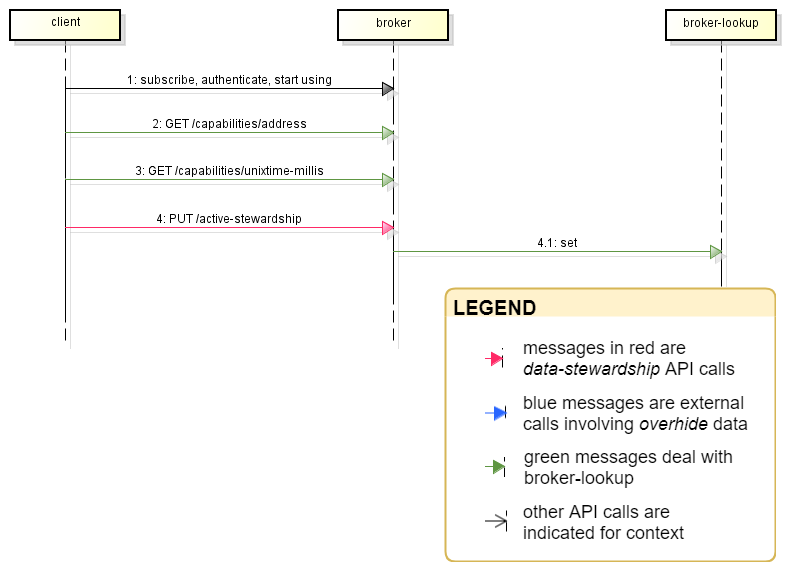 client
broker
broker-lookup
1: subscribe, authenticate, start using
2: GET /capabilities/address
3: GET /capabilities/unixtime-millis
4: PUT /active-stewardship
4.1: set
LEGEND
messages in red are
data-stewardship API calls
blue messages are external
calls involving overhide data
green messages deal with
broker-lookup
other API calls are
indicated for context